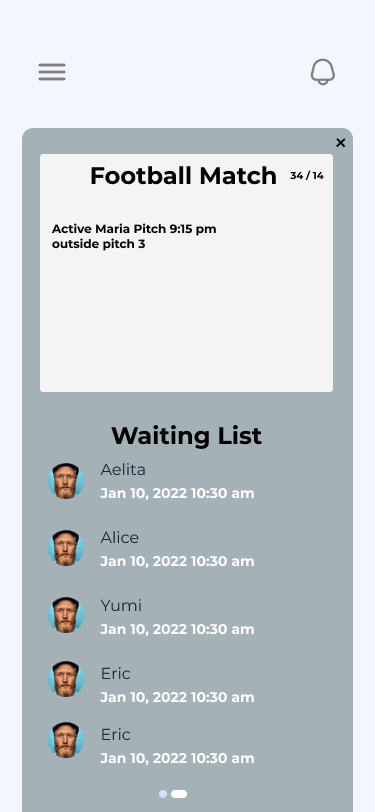 ×
Football Match 34 / 14
Active Maria Pitch 9:15 pm
outside pitch 3
Waiting List
Aelita
Jan 10, 2022 10:30 am
Alice
Jan 10, 2022 10:30 am
Yumi
Jan 10, 2022 10:30 am
Eric
Jan 10, 2022 10:30 am
Eric
Jan 10, 2022 10:30 am